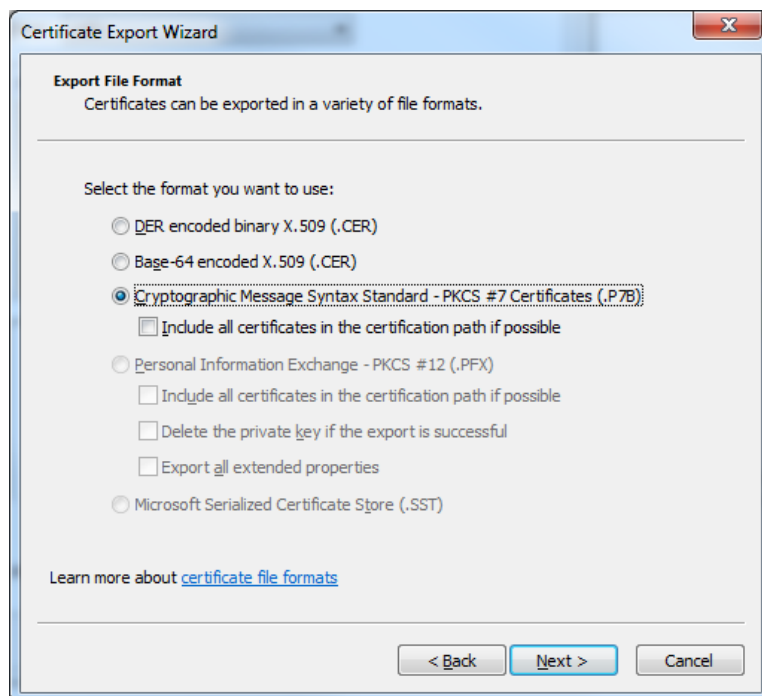 Certificate Export Wizard
Export File Format
Certificates can be exported in a variety of file formats.
Select the format you want to use:
DER encoded binary X.509 (.CER)
Base-64 encoded X.509 (.CER)
Cryptographic Message Syntax Standard - PKCS #7 Certificates (.P7B)
Include all certificates in the certification path if possible
Personal Information Exchange - PKCS #12 (.PFX)
Include all certificates in the certification path if possible
Delete the private key if the export is successful
Export all extended properties
Microsoft Serialized Certificate Store (.SST)
Learn more about certificate file formats
< Back Next > Cancel